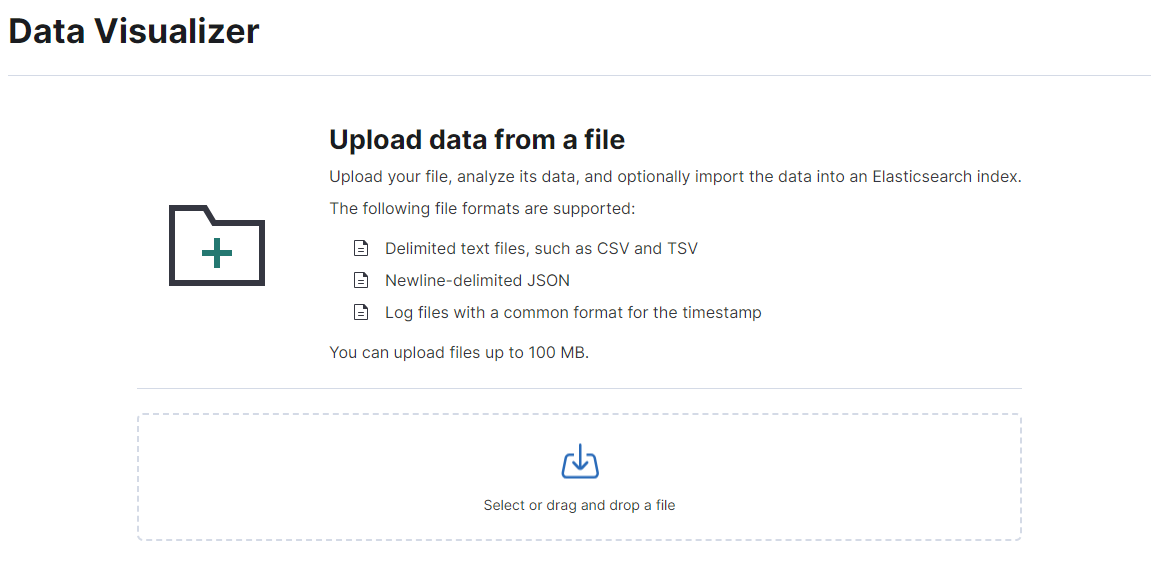 Data Visualizer
Upload data from a file
Upload your file, analyze its data, and optionally import the data into an Elasticsearch index.
The following file formats are supported:
Delimited text files, such as CSV and TSV
Newline-delimited JSON
Log files with a common format for the timestamp
You can upload files up to 100 MB.
Select or drag and drop a file